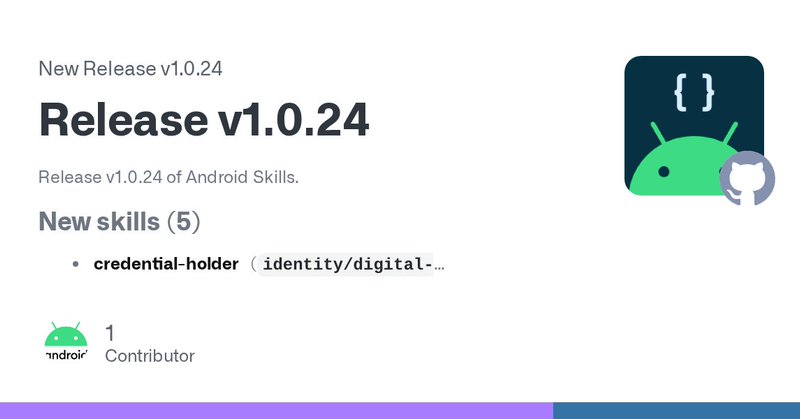 New Release v1.0.24
Release v1.0.24
Release v1.0.24 of Android Skills.
New skills (5)
• credential-holder (identity/digital-…
{ }
1
Contributor
android